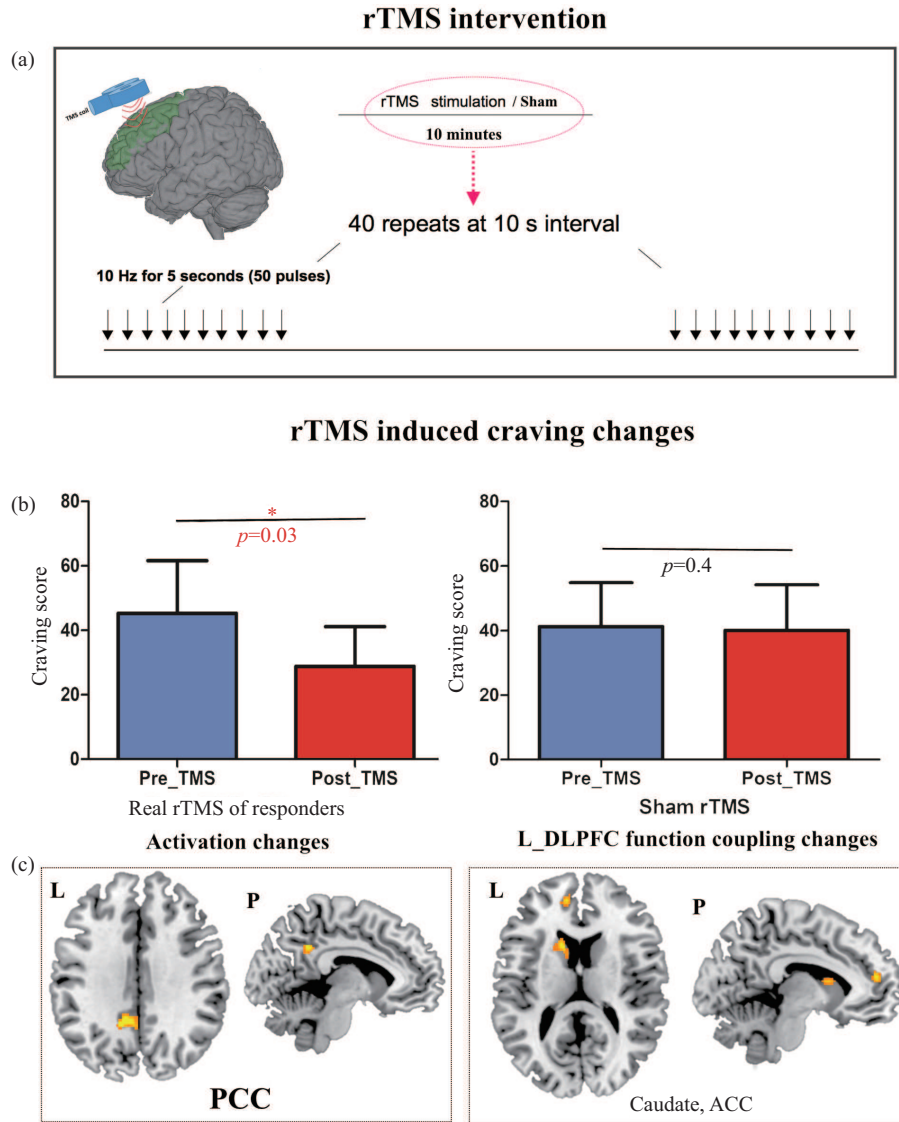 rTMS intervention
(a)
TMS coil
rTMS stimulation / Sham
10 minutes
40 repeats at 10 s interval
10 Hz for 5 seconds (50 pulses)
rTMS induced craving changes
(b)
80
60
40
20
0
Craving score
*
p=0.03
Pre_TMS
Post_TMS
Real rTMS of responders
80
60
40
20
0
Craving score
p=0.4
Pre_TMS
Post_TMS
Sham rTMS
(c)
Activation changes
L
P
PCC
L_DLPFC function coupling changes
L
P
Caudate, ACC